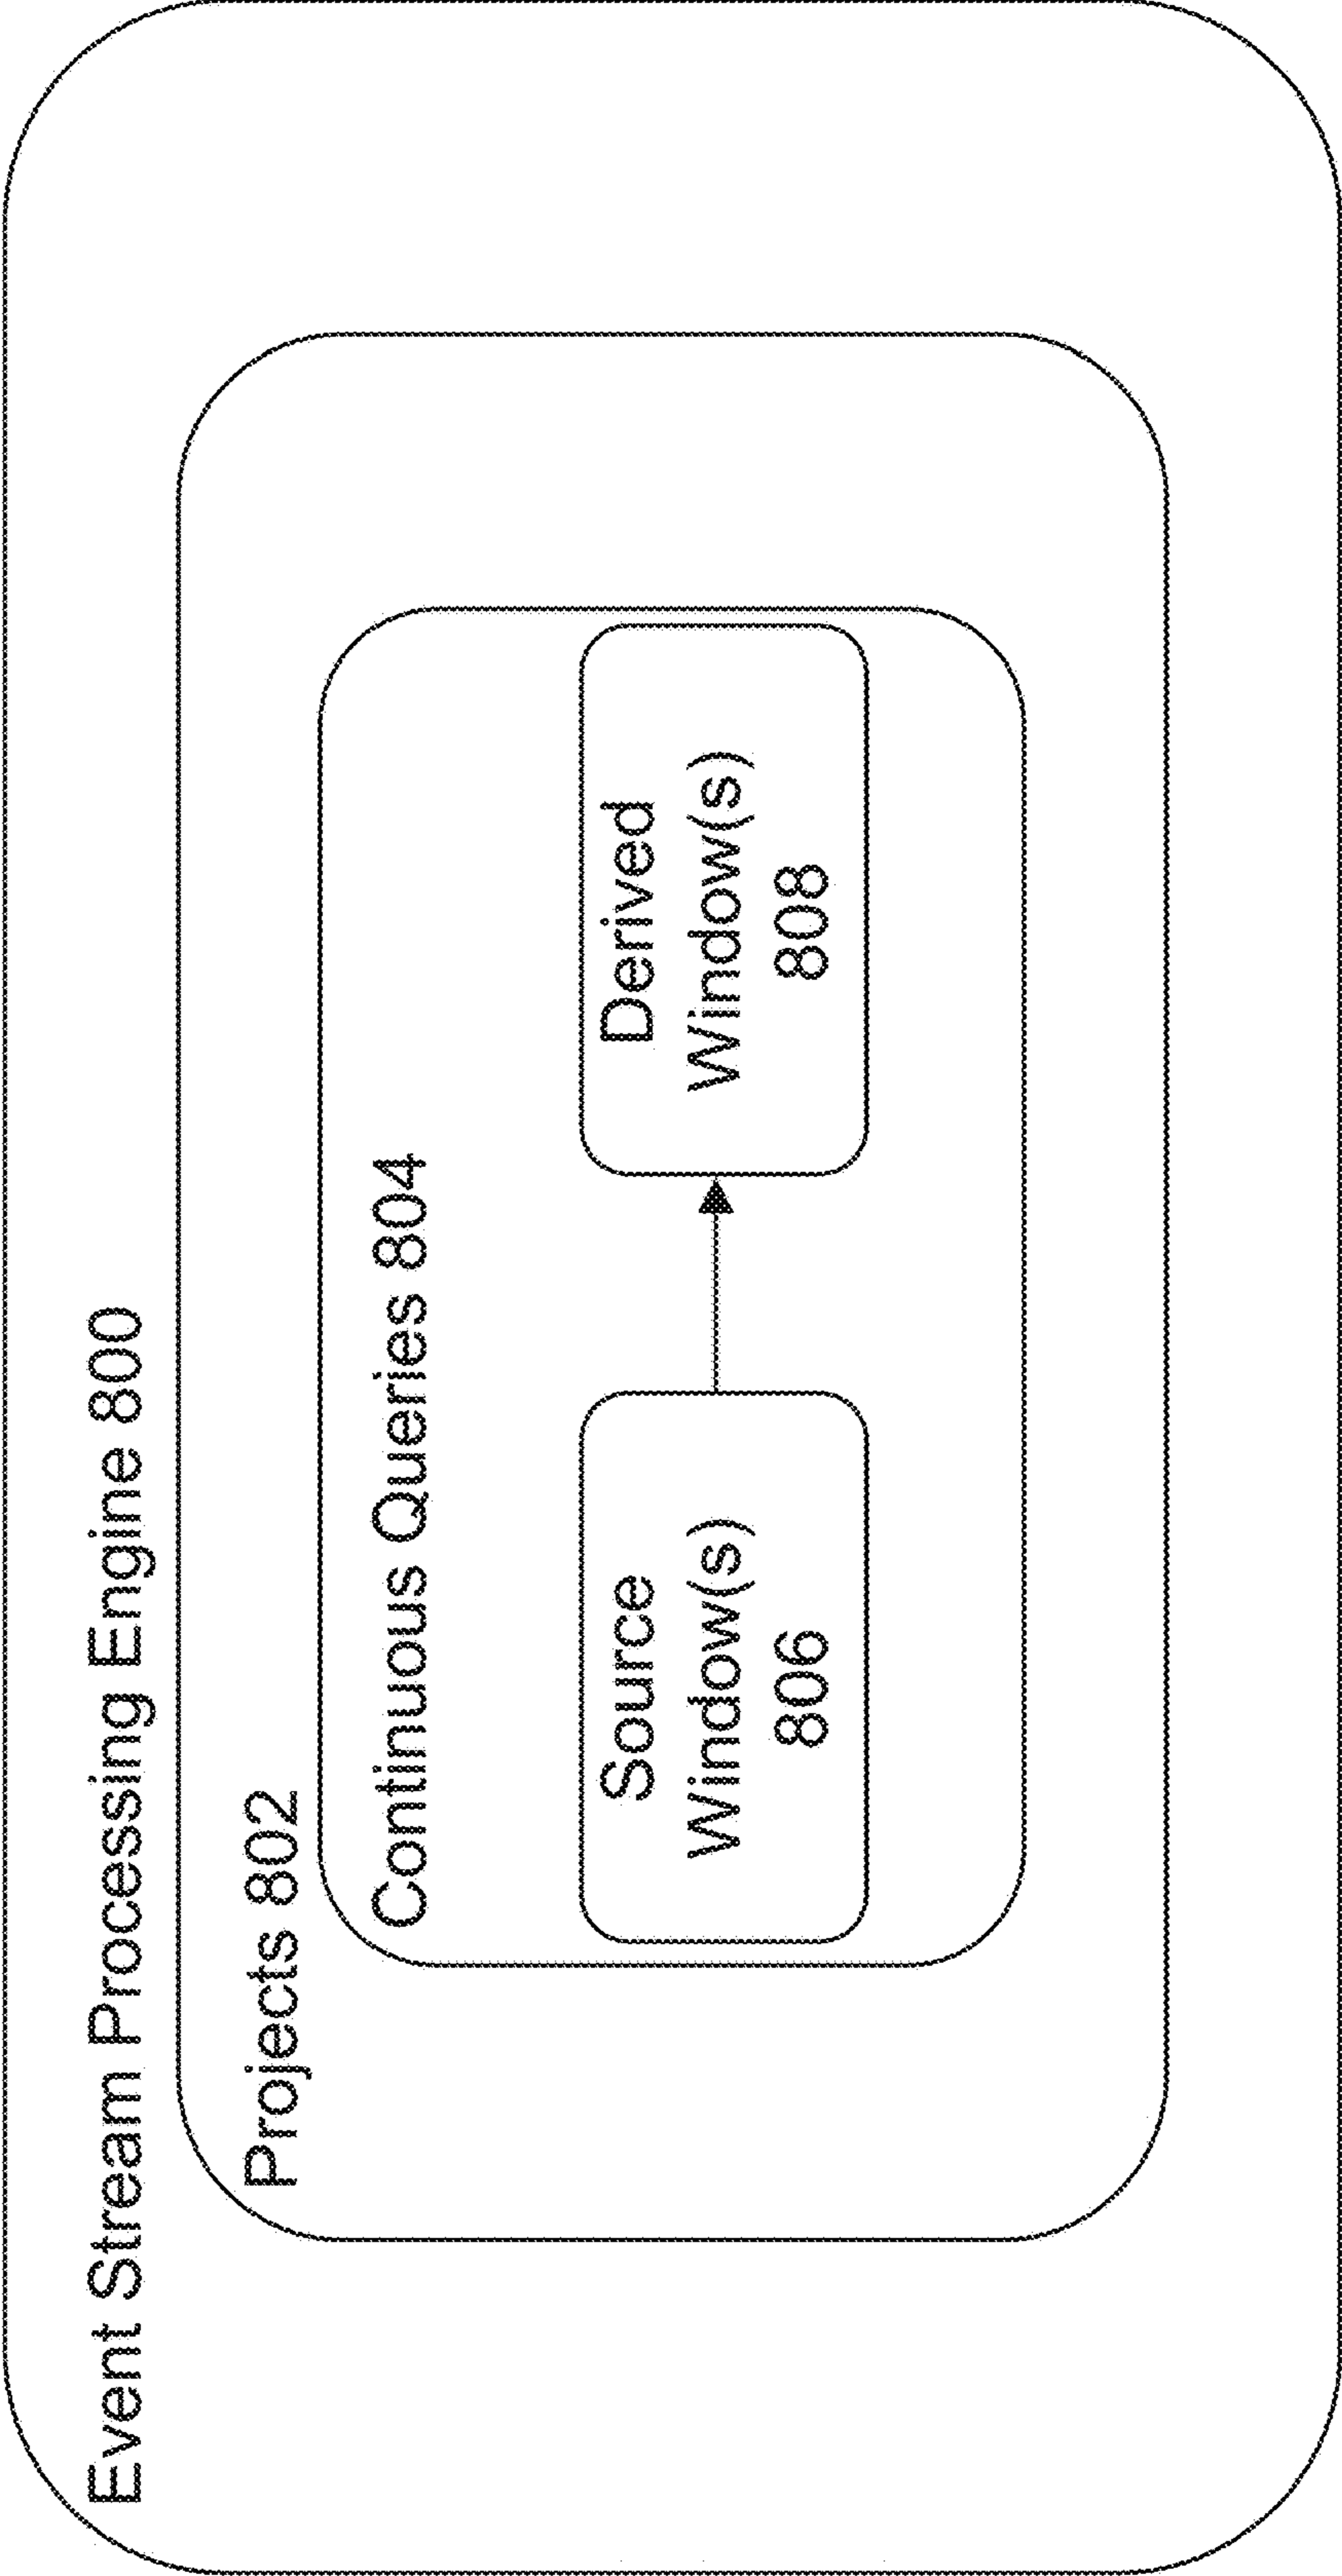 Event Stream Processing Engine 800
Projects 802
Continuous Queries 804
Source
Window(s)
806
Derived
Window(s)
808